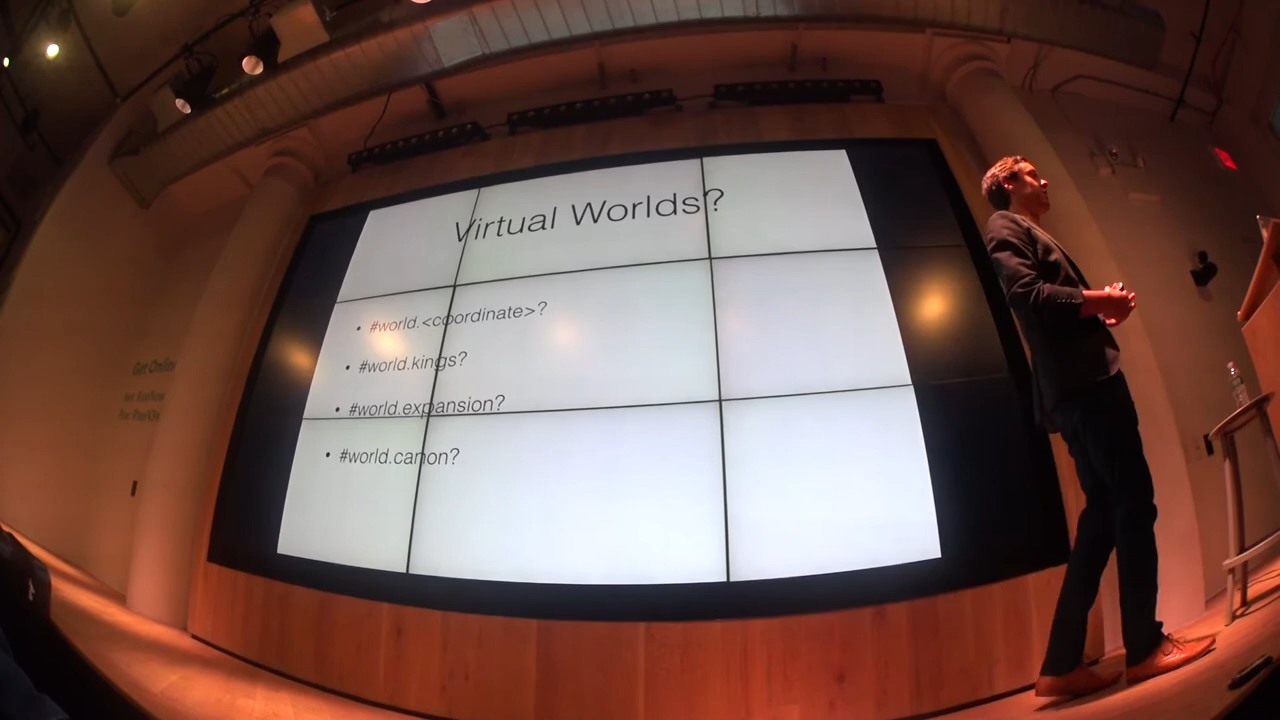 Virtual Worlds?
• #world.<coordinate>?
• #world.kings?
• #world.expansion?
• #world.canon?
Get Online